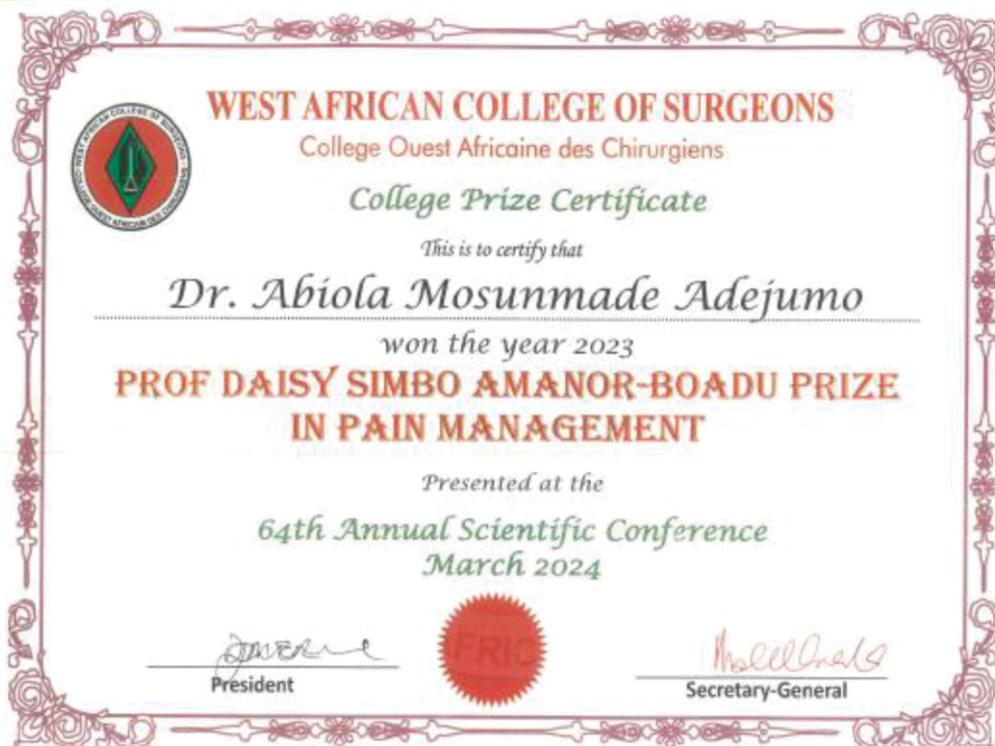 WEST AFRICAN COLLEGE OF SURGEONS
College Ouest Africaine des Chirurgiens
College Prize Certificate
This is to certify that
Dr. Abiola Mosunmade Adejumo
won the year 2023
PROF DAISY SIMBO AMANOR-BOADU PRIZE
IN PAIN MANAGEMENT
Presented at the
64th Annual Scientific Conference
March 2024
President
Secretary-General